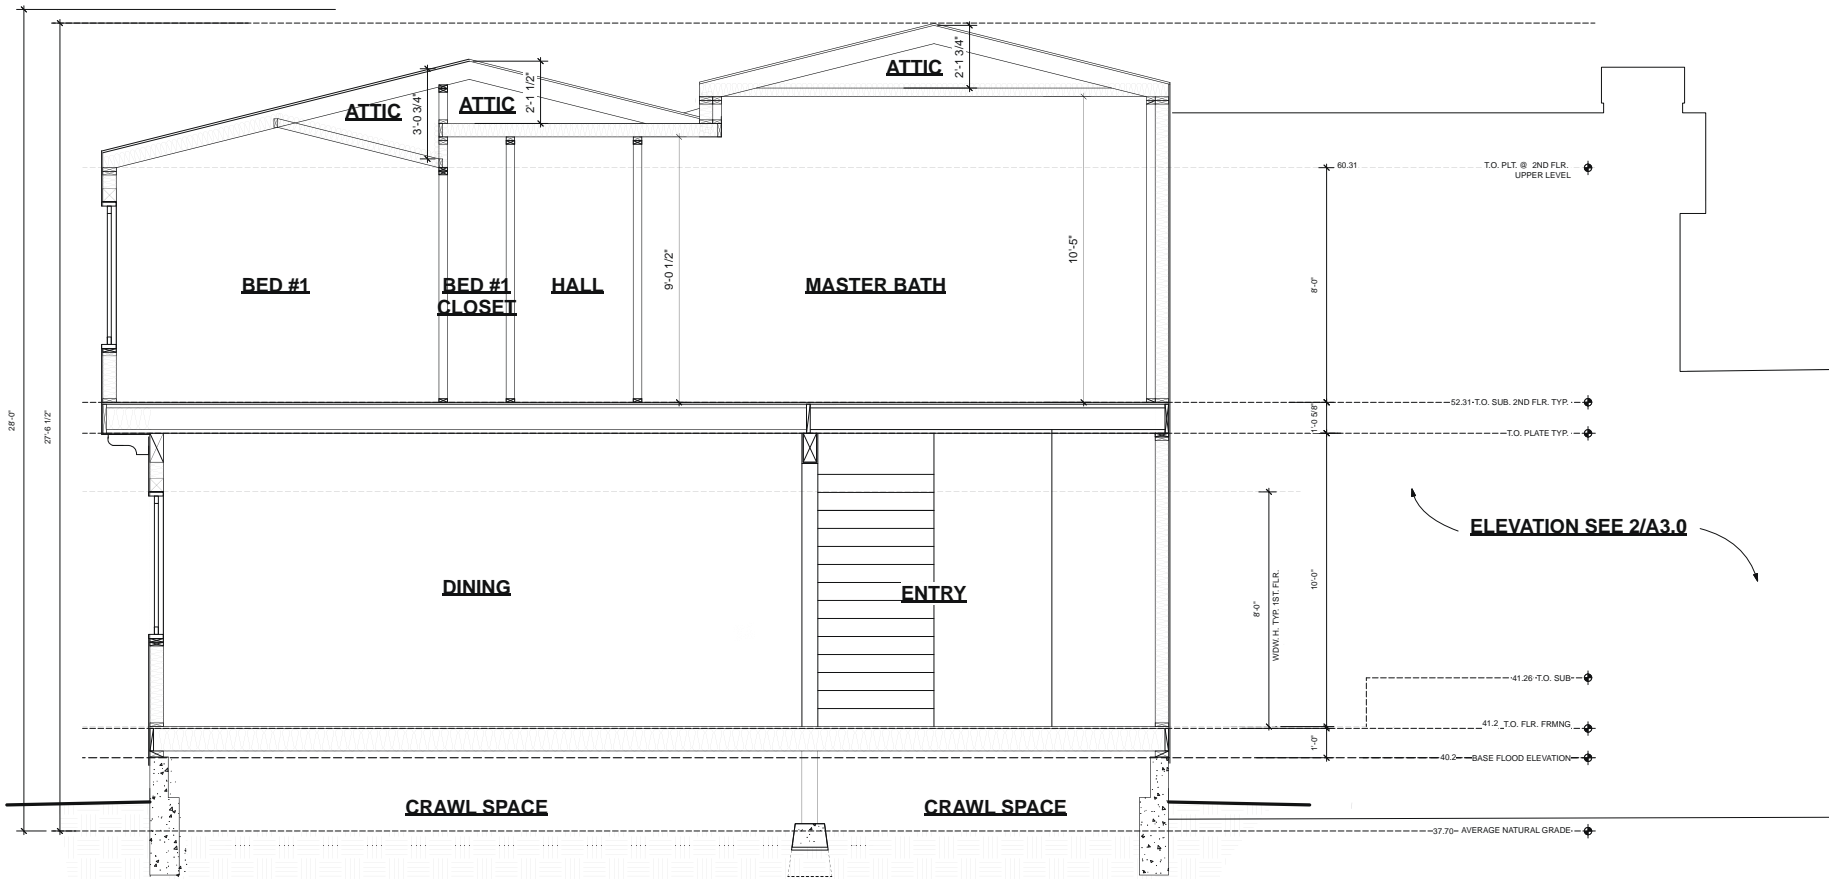 2'-1 3/4"
ATTIC
2'-1 1/2"
ATTIC
ATTIC
3'-0 3/4"
60.31
T.O. PLT. @ 2ND FLR.
UPPER LEVEL
9'-0 1/2"
10'-5"
8'-0"
BED #1
BED #1
CLOSET
HALL
MASTER BATH
28'-0"
27'-6 1/2"
52.31
T.O. SUB. 2ND FLR. TYP.
1'-0 5/8"
T.O. PLATE TYP.
ELEVATION SEE 2/A3.0
DINING
ENTRY
8'-0"
WDW. H. TYP. 1ST. FLR.
10'-0"
41.26 T.O. SUB
41.2 T.O. FLR. FRMNG
1'-0"
40.2 BASE FLOOD ELEVATION
CRAWL SPACE
CRAWL SPACE
37.70 AVERAGE NATURAL GRADE